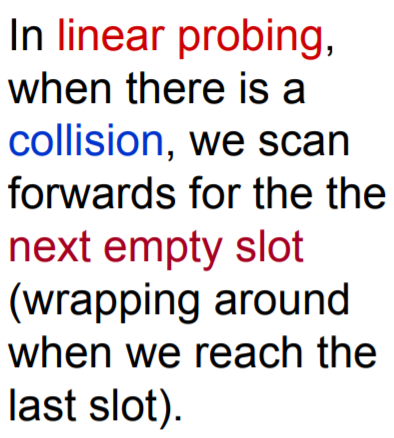 In linear probing,
when there is a
collision, we scan
forwards for the the
next empty slot
(wrapping around
when we reach the
last slot).